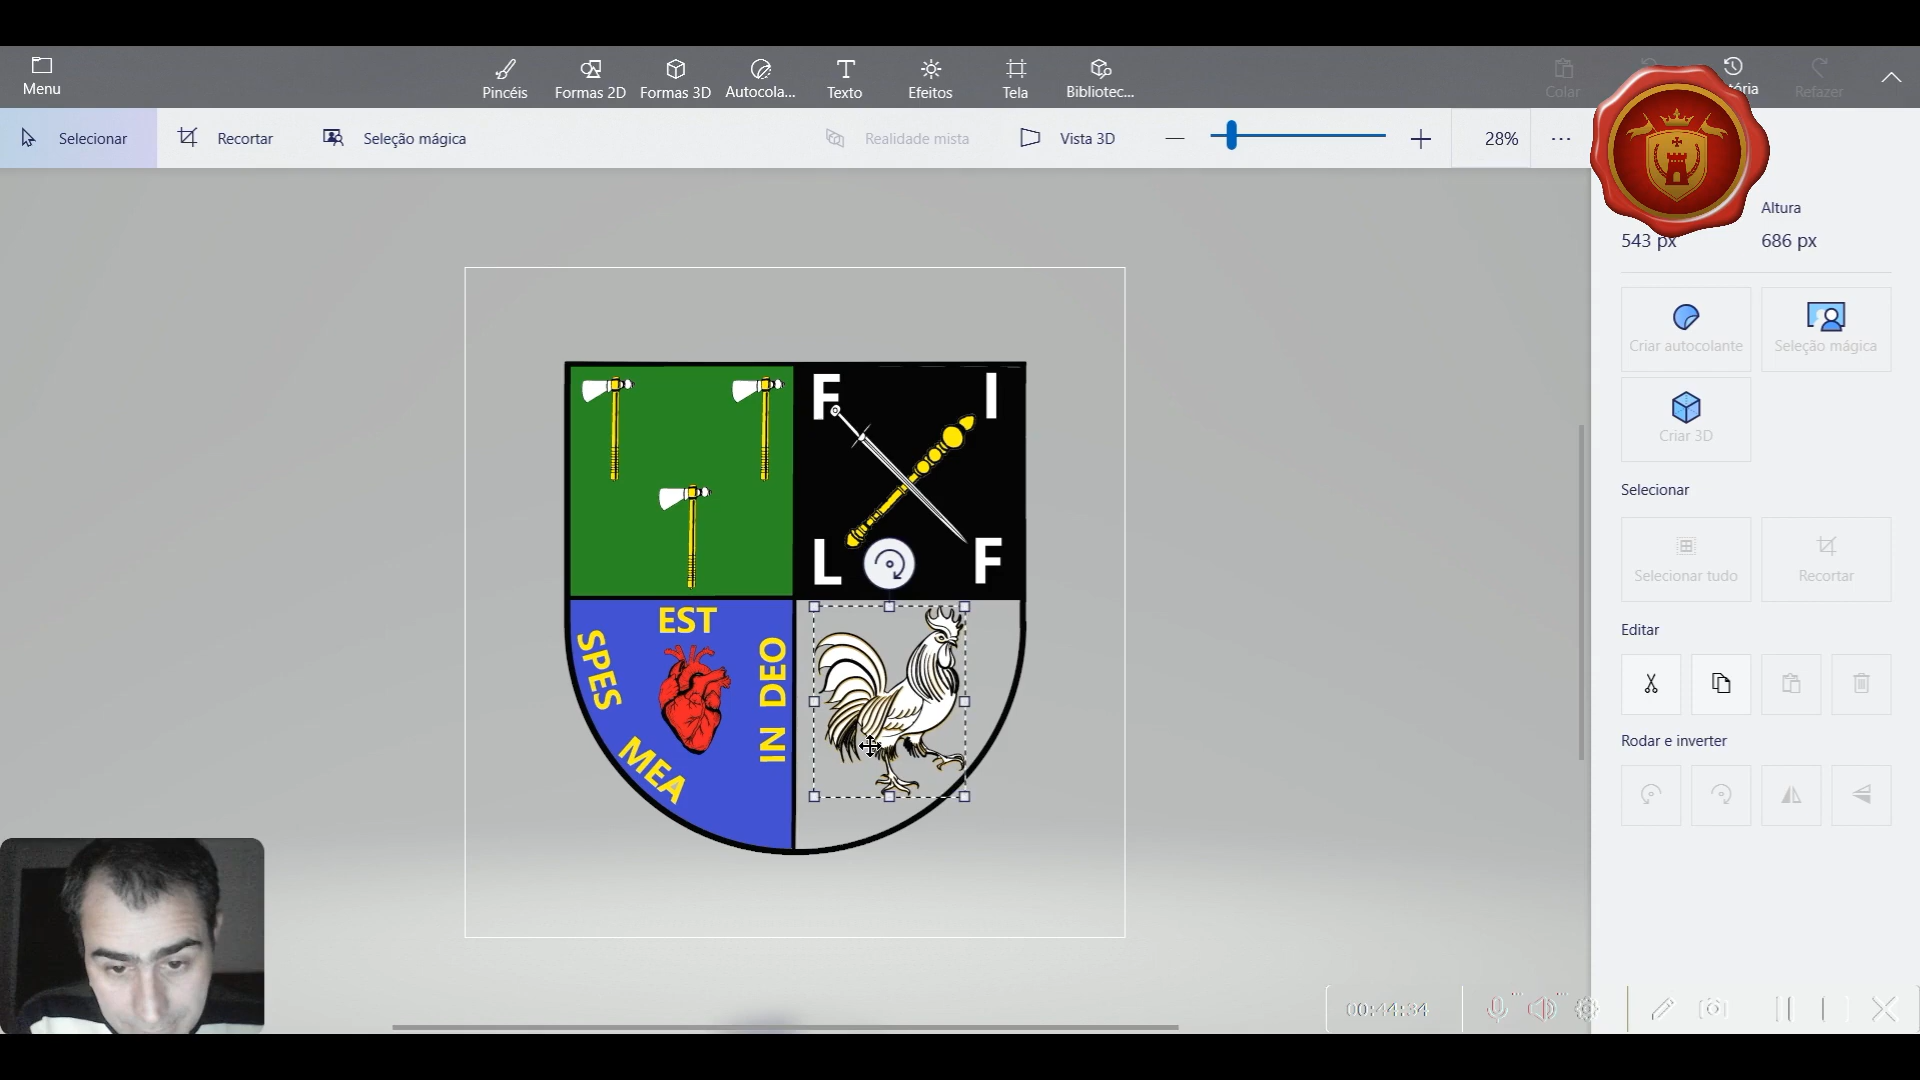 Menu
Pincéis
Formas 2D
Formas 3D
Autocola...
Texto
Efeitos
Tela
Bibliotec...
Colar
Refazer
Selecionar
Recortar
Seleção mágica
Realidade mista
Vista 3D
28%
Altura
543 px
686 px
Criar autocolante
Seleção mágica
Criar 3D
Selecionar
Selecionar tudo
Recortar
Editar
Rodar e inverter
F I
L F
EST
SPES
MEA
IN DEO
00:44:34